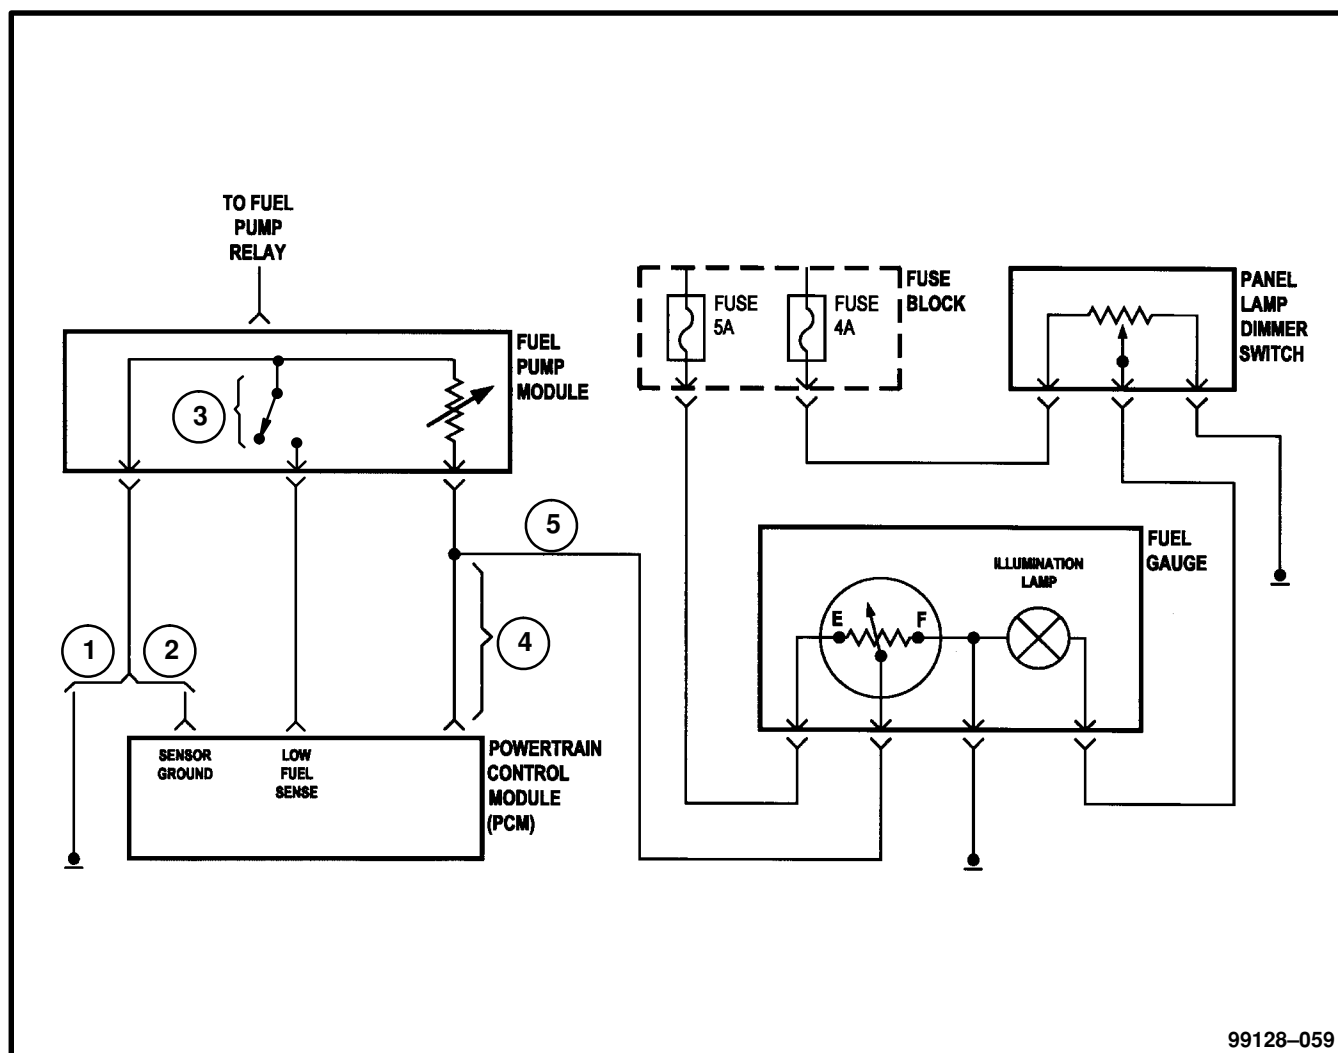 TO FUEL
PUMP
RELAY
FUEL
PUMP
MODULE
3
FUSE
5A
FUSE
4A
FUSE
BLOCK
PANEL
LAMP
DIMMER
SWITCH
5
4
1
2
FUEL
GAUGE
ILLUMINATION
LAMP
E
F
SENSOR
GROUND
LOW
FUEL
SENSE
POWERTRAIN
CONTROL
MODULE
(PCM)
99128–059